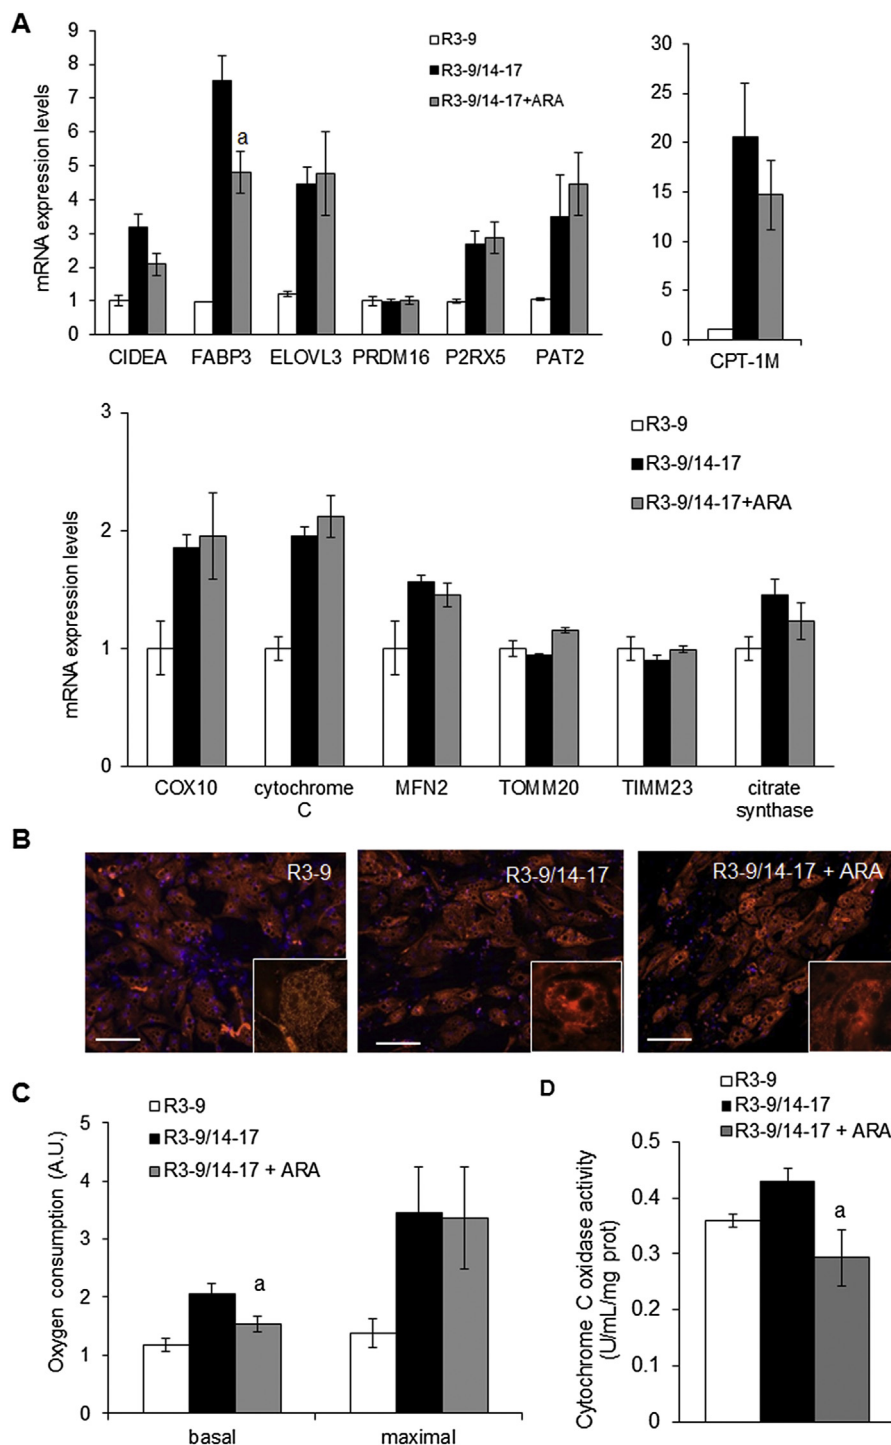 A
9
8
7
6
5
4
3
2
1
0
mRNA expression levels
R3-9
R3-9/14-17
R3-9/14-17+ARA
a
CIDEA FABP3 ELOVL3 PRDM16 P2RX5 PAT2
30
25
20
15
10
5
0
CPT-1M
3
2
1
0
mRNA expression levels
R3-9
R3-9/14-17
R3-9/14-17+ARA
COX10 cytochrome C MFN2 TOMM20 TIMM23 citrate synthase
B
R3-9
R3-9/14-17
R3-9/14-17 + ARA
C
R3-9
R3-9/14-17
R3-9/14-17 + ARA
5
4
3
2
1
0.0
Oxygen consumption (A.U.)
a
basal maximal
D
R3-9
R3-9/14-17
R3-9/14-17 + ARA
0.5
0.4
0.3
0.2
0.1
0
Cytochrome C oxidase activity
(U/mL/mg prot)
a